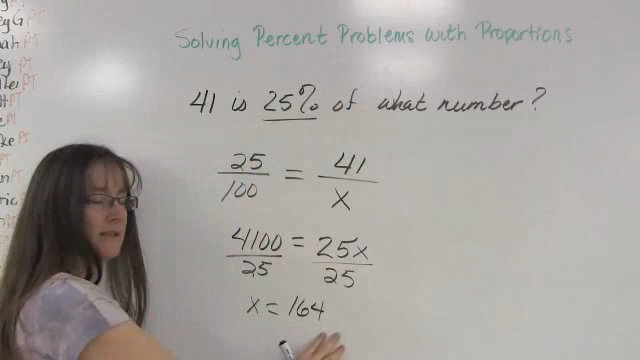 Solving Percent Problems with Proportions
41 is 25% of what number?
25/100 = 41/x
4100/25 = 25x/25
x = 164